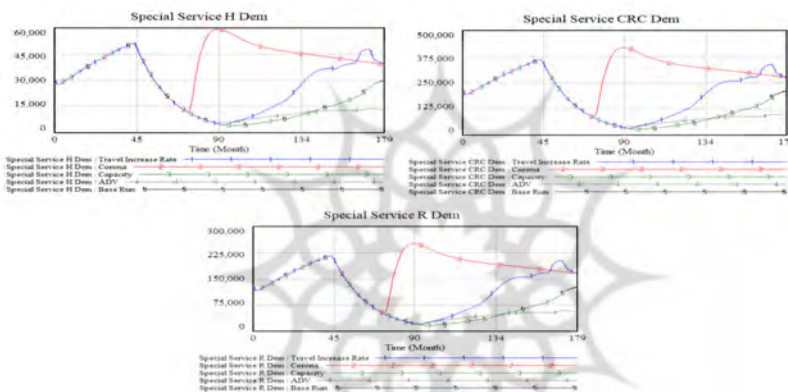 Special Service H Dem
60,000
45,000
30,000
15,000
0
0 45 90 134 179
Time (Month)
Special Service H Dem : Travel Increase Rate
Special Service H Dem : Corona
Special Service H Dem : Capacity
Special Service H Dem : ADV
Special Service H Dem : Base Run
Special Service CRC Dem
500,000
375,000
250,000
125,000
0
0 45 90 134 179
Time (Month)
Special Service CRC Dem : Travel Increase Rate
Special Service CRC Dem : Corona
Special Service CRC Dem : Capacity
Special Service CRC Dem : ADV
Special Service CRC Dem : Base Run
Special Service R Dem
300,000
225,000
150,000
75,000
0
0 45 90 134 179
Time (Month)
Special Service R Dem : Travel Increase Rate
Special Service R Dem : Corona
Special Service R Dem : Capacity
Special Service R Dem : ADV
Special Service R Dem : Base Run